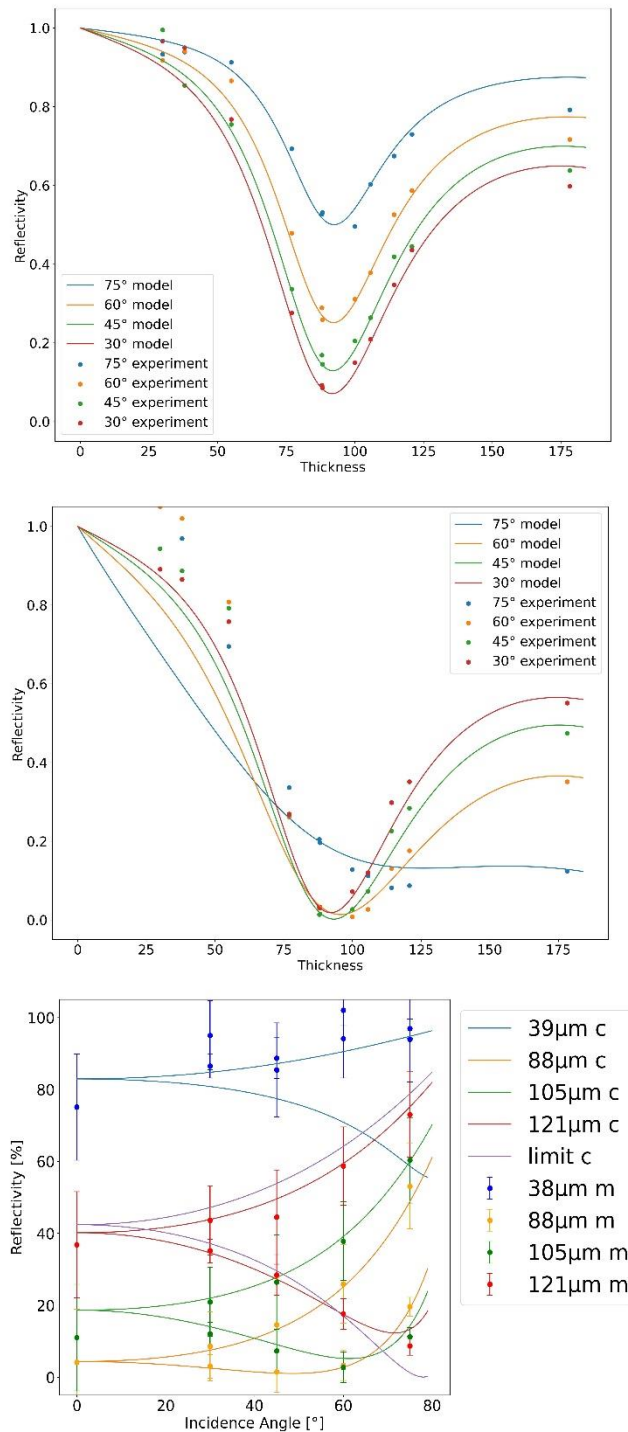 1.0
0.8
0.6
0.4
0.2
0.0
Reflectivity
75° model
60° model
45° model
30° model
75° experiment
60° experiment
45° experiment
30° experiment
0 25 50 75 100 125 150 175
Thickness
1.0
0.8
0.6
0.4
0.2
0.0
Reflectivity
75° model
60° model
45° model
30° model
75° experiment
60° experiment
45° experiment
30° experiment
0 25 50 75 100 125 150 175
Thickness
100
80
60
40
20
0
Reflectivity [%]
0 20 40 60 80
Incidence Angle [°]
39μm c
88μm c
105μm c
121μm c
limit c
38μm m
88μm m
105μm m
121μm m